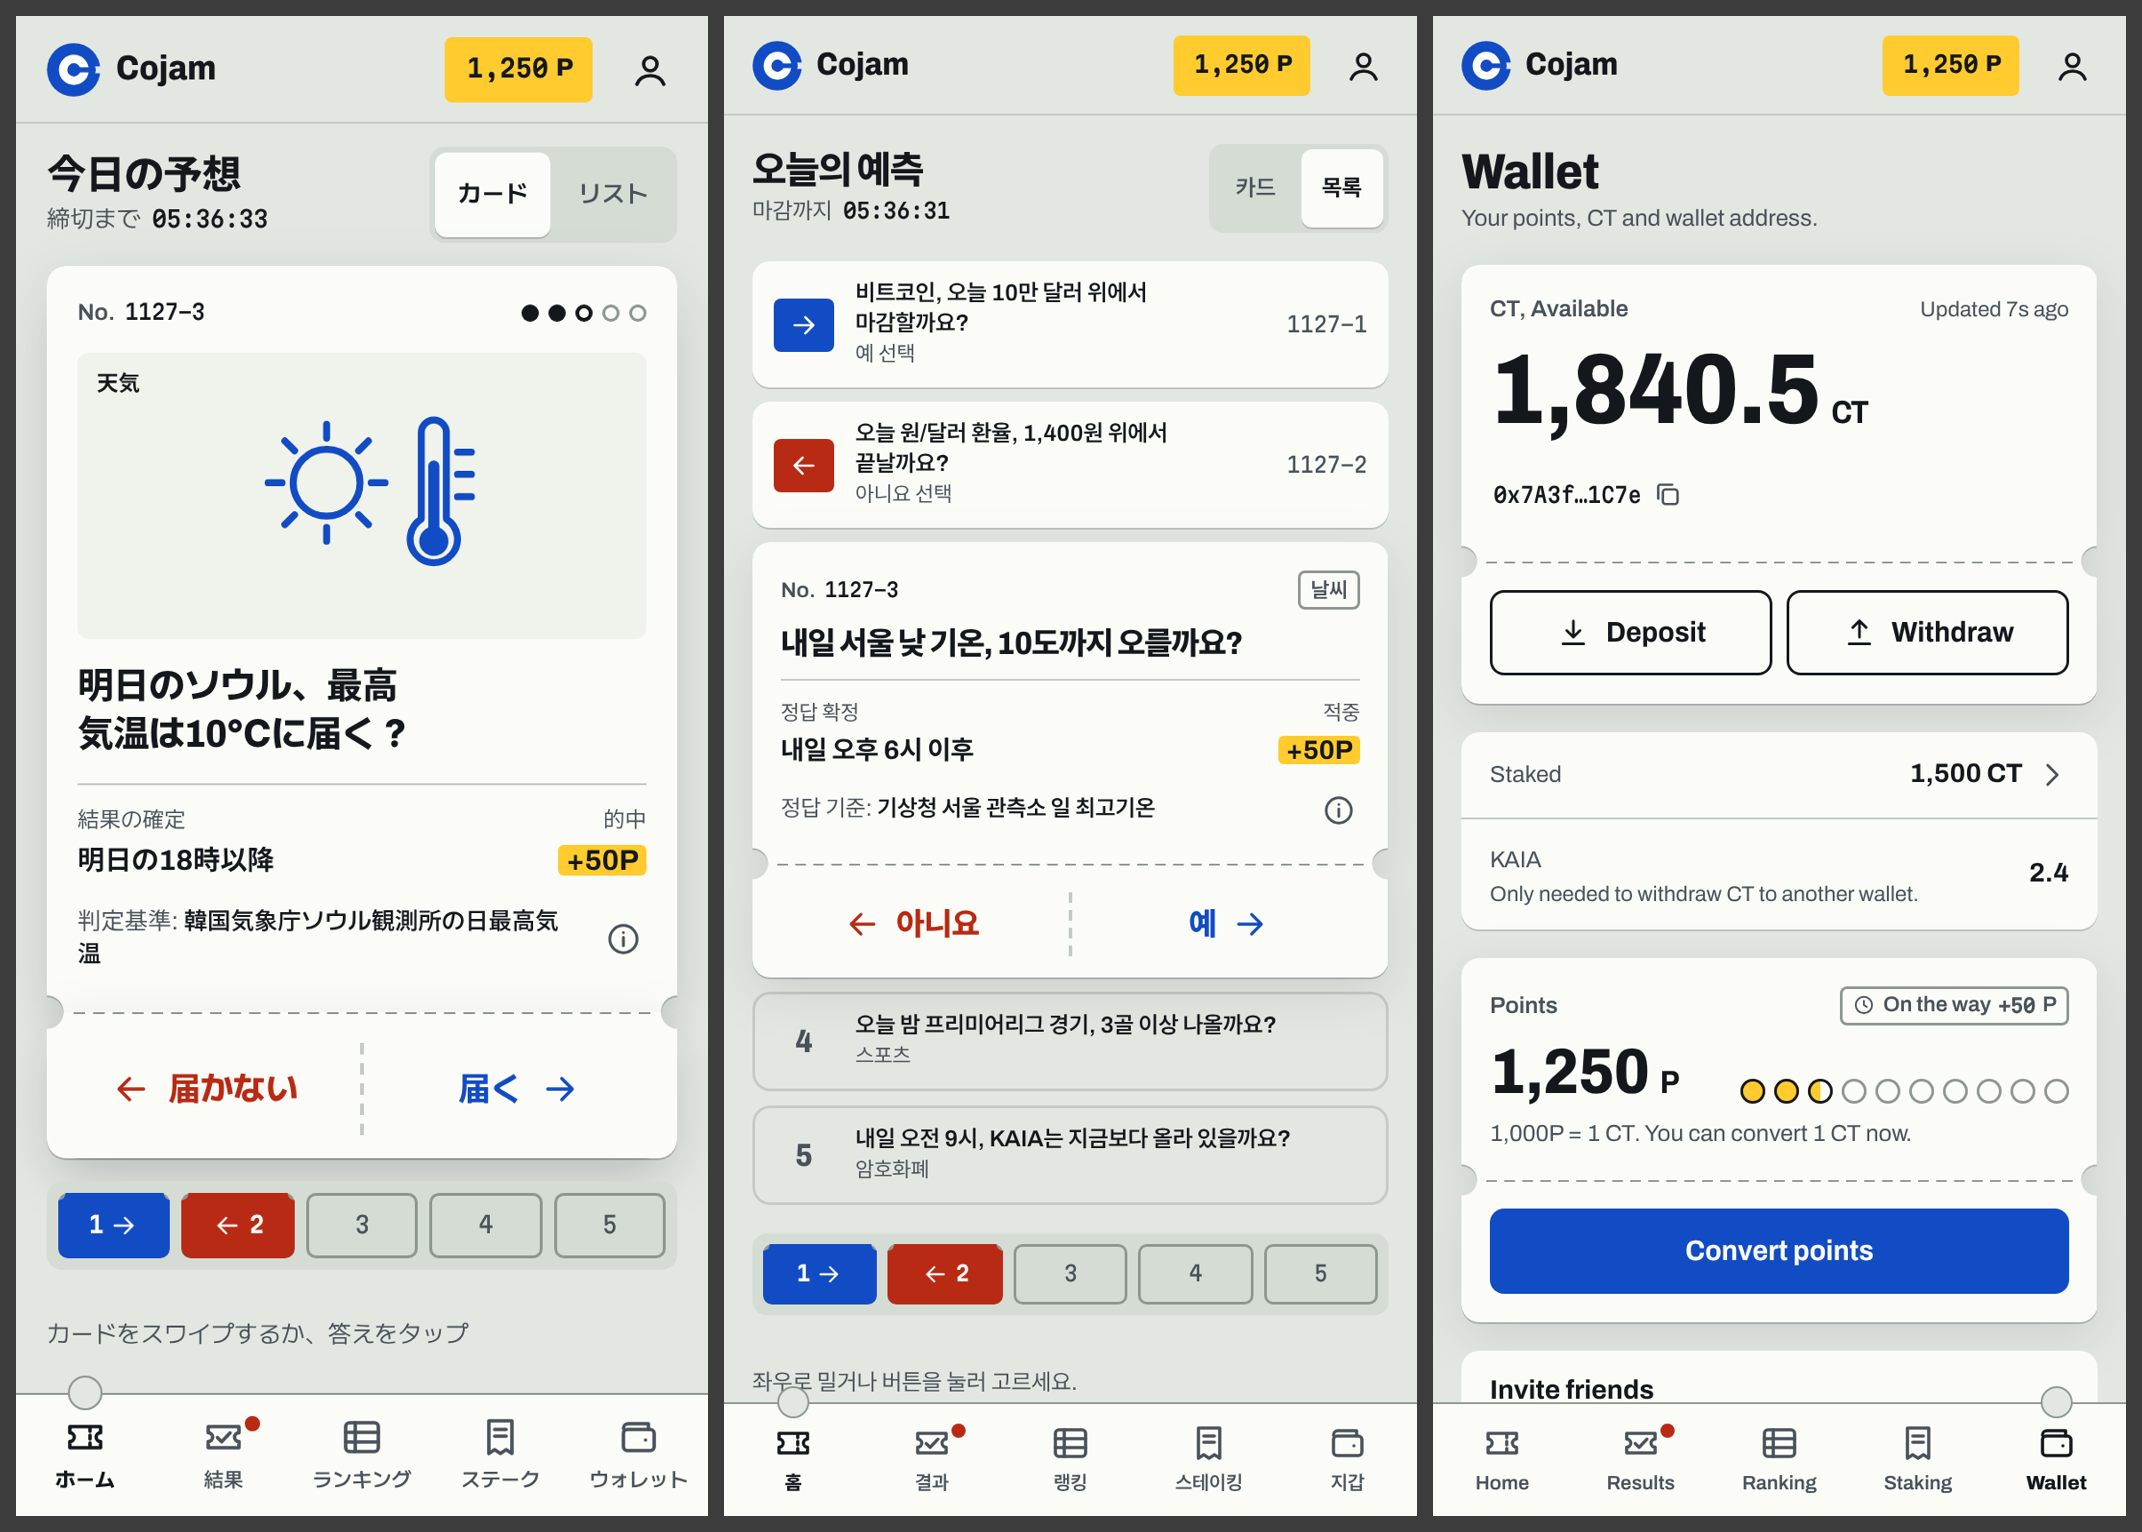 Cojam
1,250 P
今日の予想
締切まで 05:36:33
カード
リスト
No. 1127-3
天気
明日のソウル、最高
気温は10°Cに届く？
結果の確定
的中
明日の18時以降
+50P
判定基準: 韓国気象庁ソウル観測所の日最高気
温
← 届かない
届く →
1 →
← 2
3
4
5
カードをスワイプするか、答えをタップ
ホーム
結果
ランキング
ステーク
ウォレット
Cojam
1,250 P
오늘의 예측
마감까지 05:36:31
카드
목록
비트코인, 오늘 10만 달러 위에서
마감할까요?
예 선택
1127-1
오늘 원/달러 환율, 1,400원 위에서
끝날까요?
아니요 선택
1127-2
No. 1127-3
날씨
내일 서울 낮 기온, 10도까지 오를까요?
정답 확정
적중
내일 오후 6시 이후
+50P
정답 기준: 기상청 서울 관측소 일 최고기온
← 아니요
예 →
4
오늘 밤 프리미어리그 경기, 3골 이상 나올까요?
스포츠
5
내일 오전 9시, KAIA는 지금보다 올라 있을까요?
암호화폐
1 →
← 2
3
4
5
좌우로 밀거나 버튼을 눌러 고르세요.
홈
결과
랭킹
스테이킹
지갑
Cojam
1,250 P
Wallet
Your points, CT and wallet address.
CT, Available
Updated 7s ago
1,840.5 CT
0x7A3f…1C7e
Deposit
Withdraw
Staked
1,500 CT
KAIA
Only needed to withdraw CT to another wallet.
2.4
Points
On the way +50 P
1,250 P
1,000P = 1 CT. You can convert 1 CT now.
Convert points
Invite friends
Home
Results
Ranking
Staking
Wallet